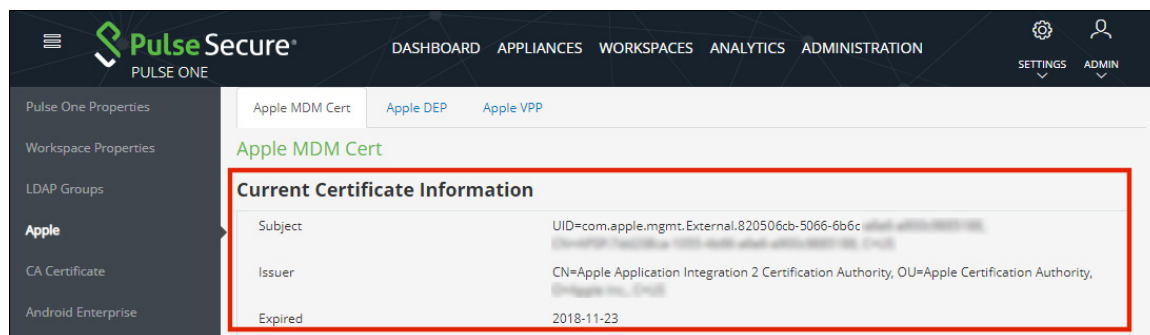 Pulse Secure®
PULSE ONE
DASHBOARD APPLIANCES WORKSPACES ANALYTICS ADMINISTRATION
SETTINGS ADMIN
Pulse One Properties
Workspace Properties
LDAP Groups
Apple
CA Certificate
Android Enterprise
Apple MDM Cert Apple DEP Apple VPP
Apple MDM Cert
Current Certificate Information
Subject UID=com.apple.mgmt.External.820506cb-5066-6b6c
Issuer CN=Apple Application Integration 2 Certification Authority, OU=Apple Certification Authority,
Expired 2018-11-23